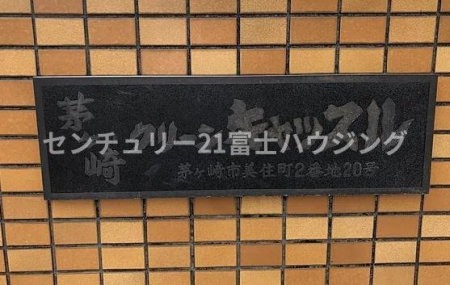 茅ヶ崎
グリーンキャッスル
センチュリー21富士ハウジング
茅ヶ崎市美住町2番地20号